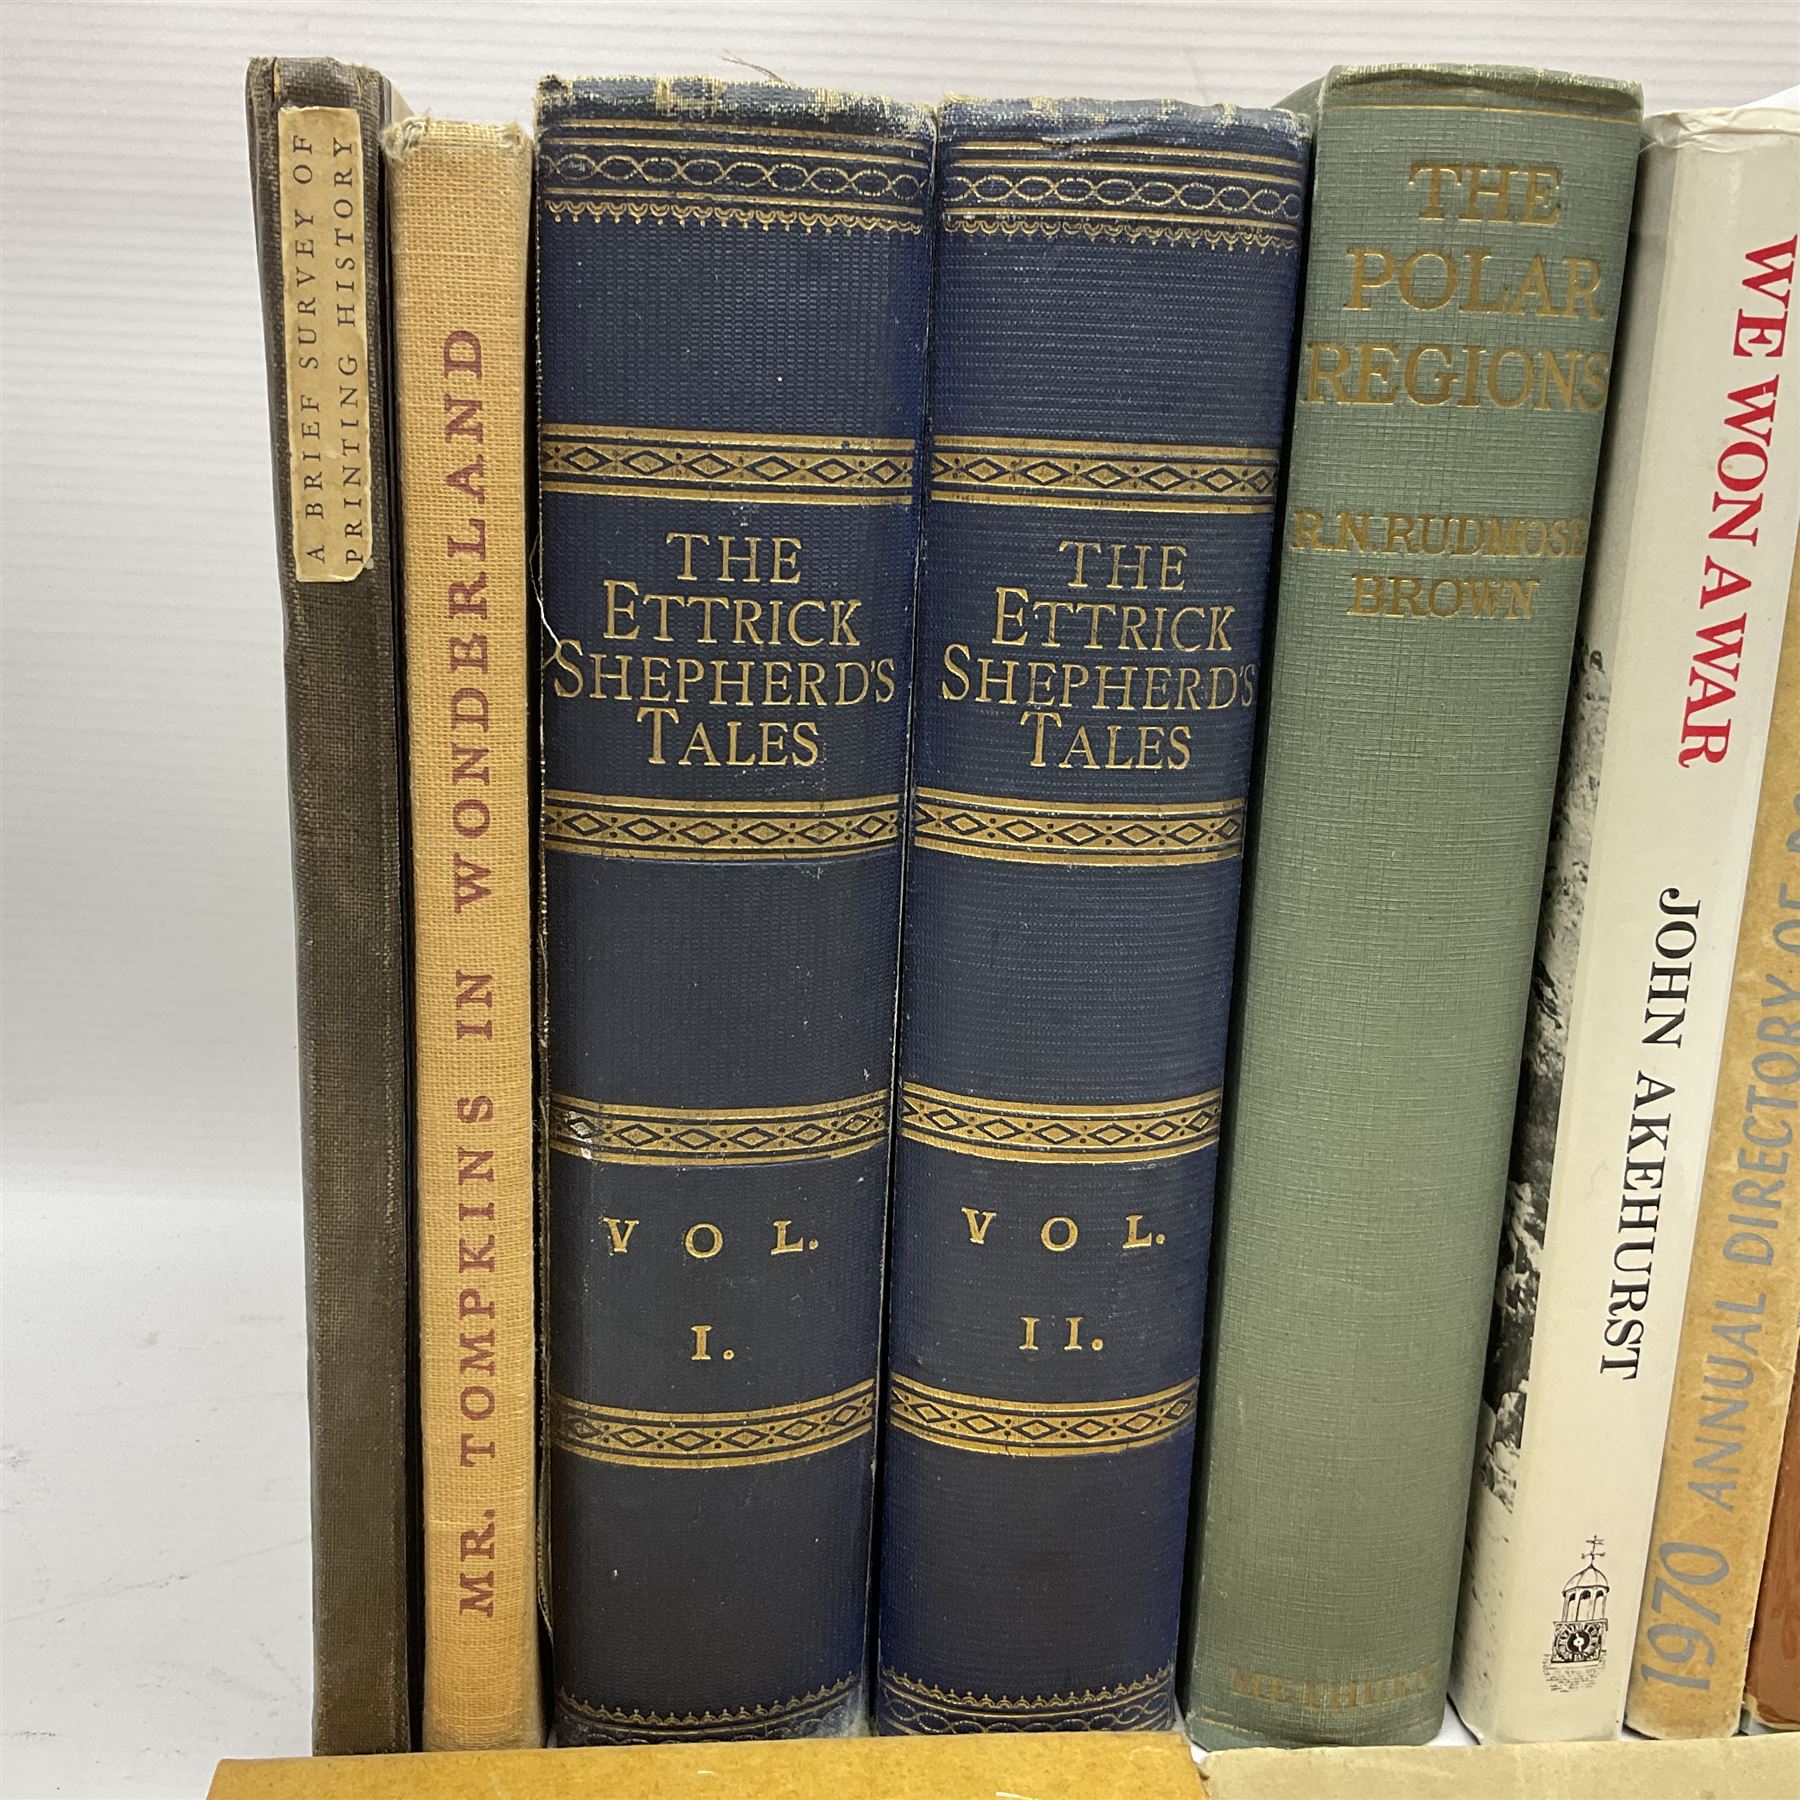 A BRIEF SURVEY OF
PRINTING HISTORY
MR. TOMPKINS IN WONDERLAND
THE
ETTRICK
SHEPHERD'S
TALES
VOL.
I.
THE
ETTRICK
SHEPHERD'S
TALES
VOL.
II.
THE
POLAR
REGIONS
R.N. RUDMOSE
BROWN
METHUEN
WE WON A WAR
JOHN AKEHURST
1970 ANNUAL DIRECTORY OF